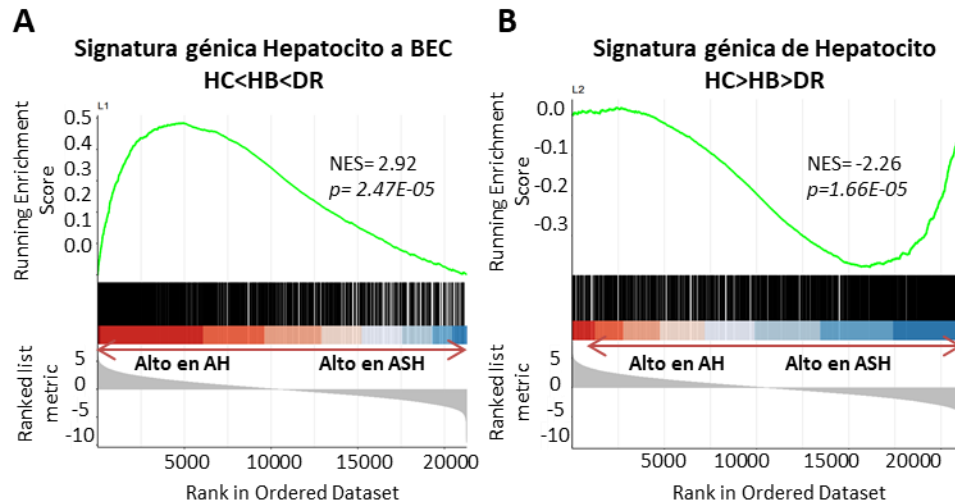 A
Signatura génica Hepatocito a BEC
HC<HB<DR
L1
Running Enrichment
Score
0.5
0.4
0.3
0.2
0.1
0.0
NES= 2.92
p= 2.47E-05
Alto en AH
Alto en ASH
Ranked list
metric
5
0
-5
-10
5000
10000
15000
20000
Rank in Ordered Dataset
B
Signatura génica de Hepatocito
HC>HB>DR
L2
Running Enrichment
Score
0.0
-0.1
-0.2
-0.3
NES= -2.26
p=1.66E-05
Alto en AH
Alto en ASH
Ranked list
metric
5
0
-5
-10
5000
10000
15000
20000
Rank in Ordered Dataset